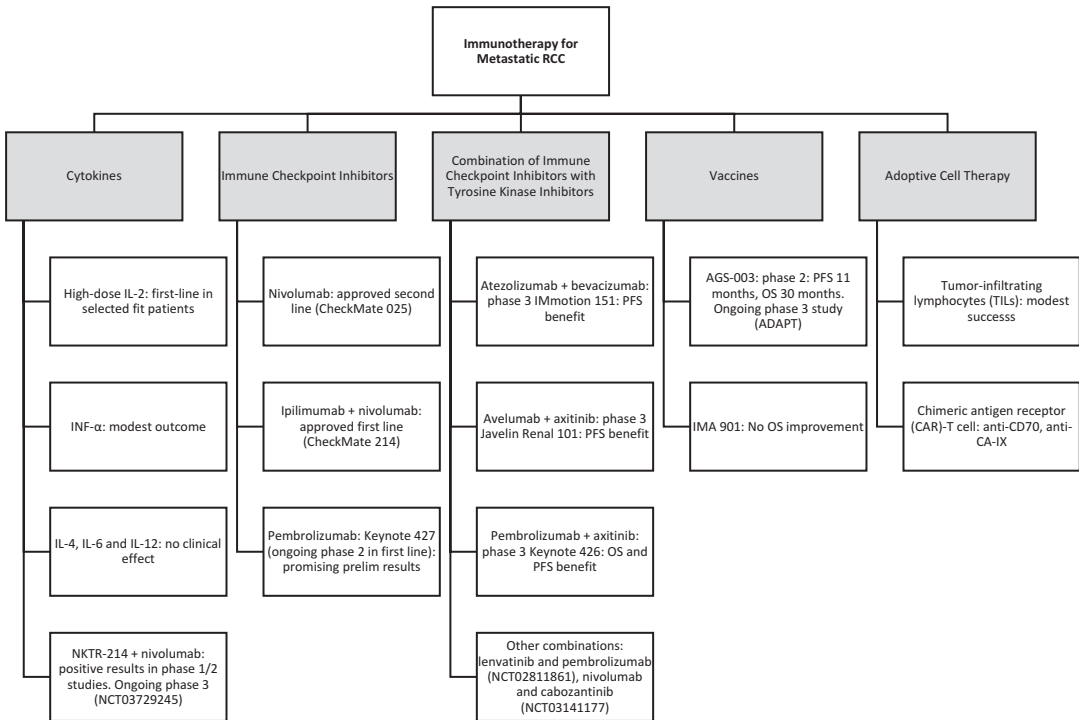 Immunotherapy for
Metastatic RCC
Cytokines
Immune Checkpoint Inhibitors
Combination of Immune
Checkpoint Inhibitors with
Tyrosine Kinase Inhibitors
Vaccines
Adoptive Cell Therapy
High-dose IL-2: first-line in
selected fit patients
INF-α: modest outcome
IL-4, IL-6 and IL-12: no clinical
effect
NKTR-214 + nivolumab:
positive results in phase 1/2
studies. Ongoing phase 3
(NCT03729245)
Nivolumab: approved second
line (CheckMate 025)
Ipilimumab + nivolumab:
approved first line
(CheckMate 214)
Pembrolizumab: Keynote 427
(ongoing phase 2 in first line):
promising prelim results
Atezolizumab + bevacizumab:
phase 3 IMmotion 151: PFS
benefit
Avelumab + axitinib: phase 3
Javelin Renal 101: PFS benefit
Pembrolizumab + axitinib:
phase 3 Keynote 426: OS and
PFS benefit
Other combinations:
lenvatinib and pembrolizumab
(NCT02811861), nivolumab
and cabozantinib
(NCT03141177)
AGS-003: phase 2: PFS 11
months, OS 30 months.
Ongoing phase 3 study
(ADAPT)
IMA 901: No OS improvement
Tumor-infiltrating
lymphocytes (TILs): modest
successs
Chimeric antigen receptor
(CAR)-T cell: anti-CD70, anti-
CA-IX